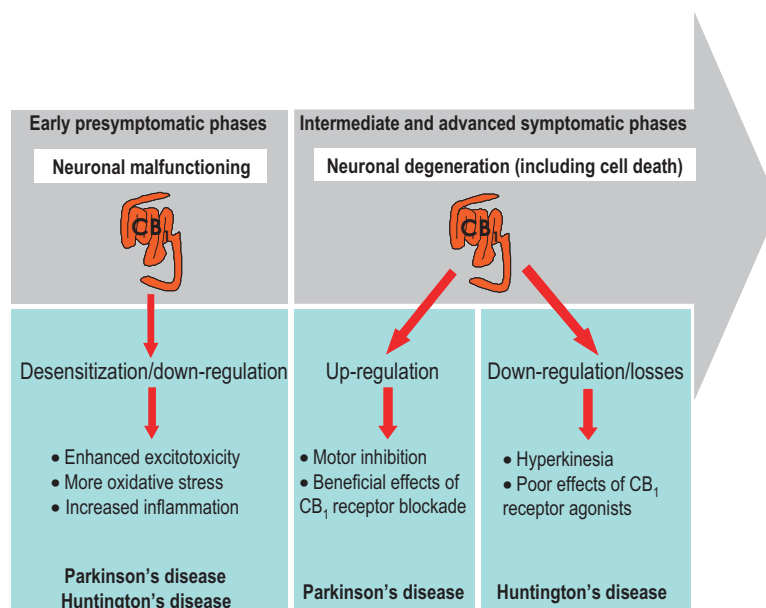 Early presymptomatic phases
Neuronal malfunctioning
CB1
Desensitization/down-regulation
• Enhanced excitotoxicity
• More oxidative stress
• Increased inflammation
Parkinson's disease
Huntington's disease
Intermediate and advanced symptomatic phases
Neuronal degeneration (including cell death)
CB1
Up-regulation
• Motor inhibition
• Beneficial effects of
CB1 receptor blockade
Parkinson's disease
Down-regulation/losses
• Hyperkinesia
• Poor effects of CB1
receptor agonists
Huntington's disease